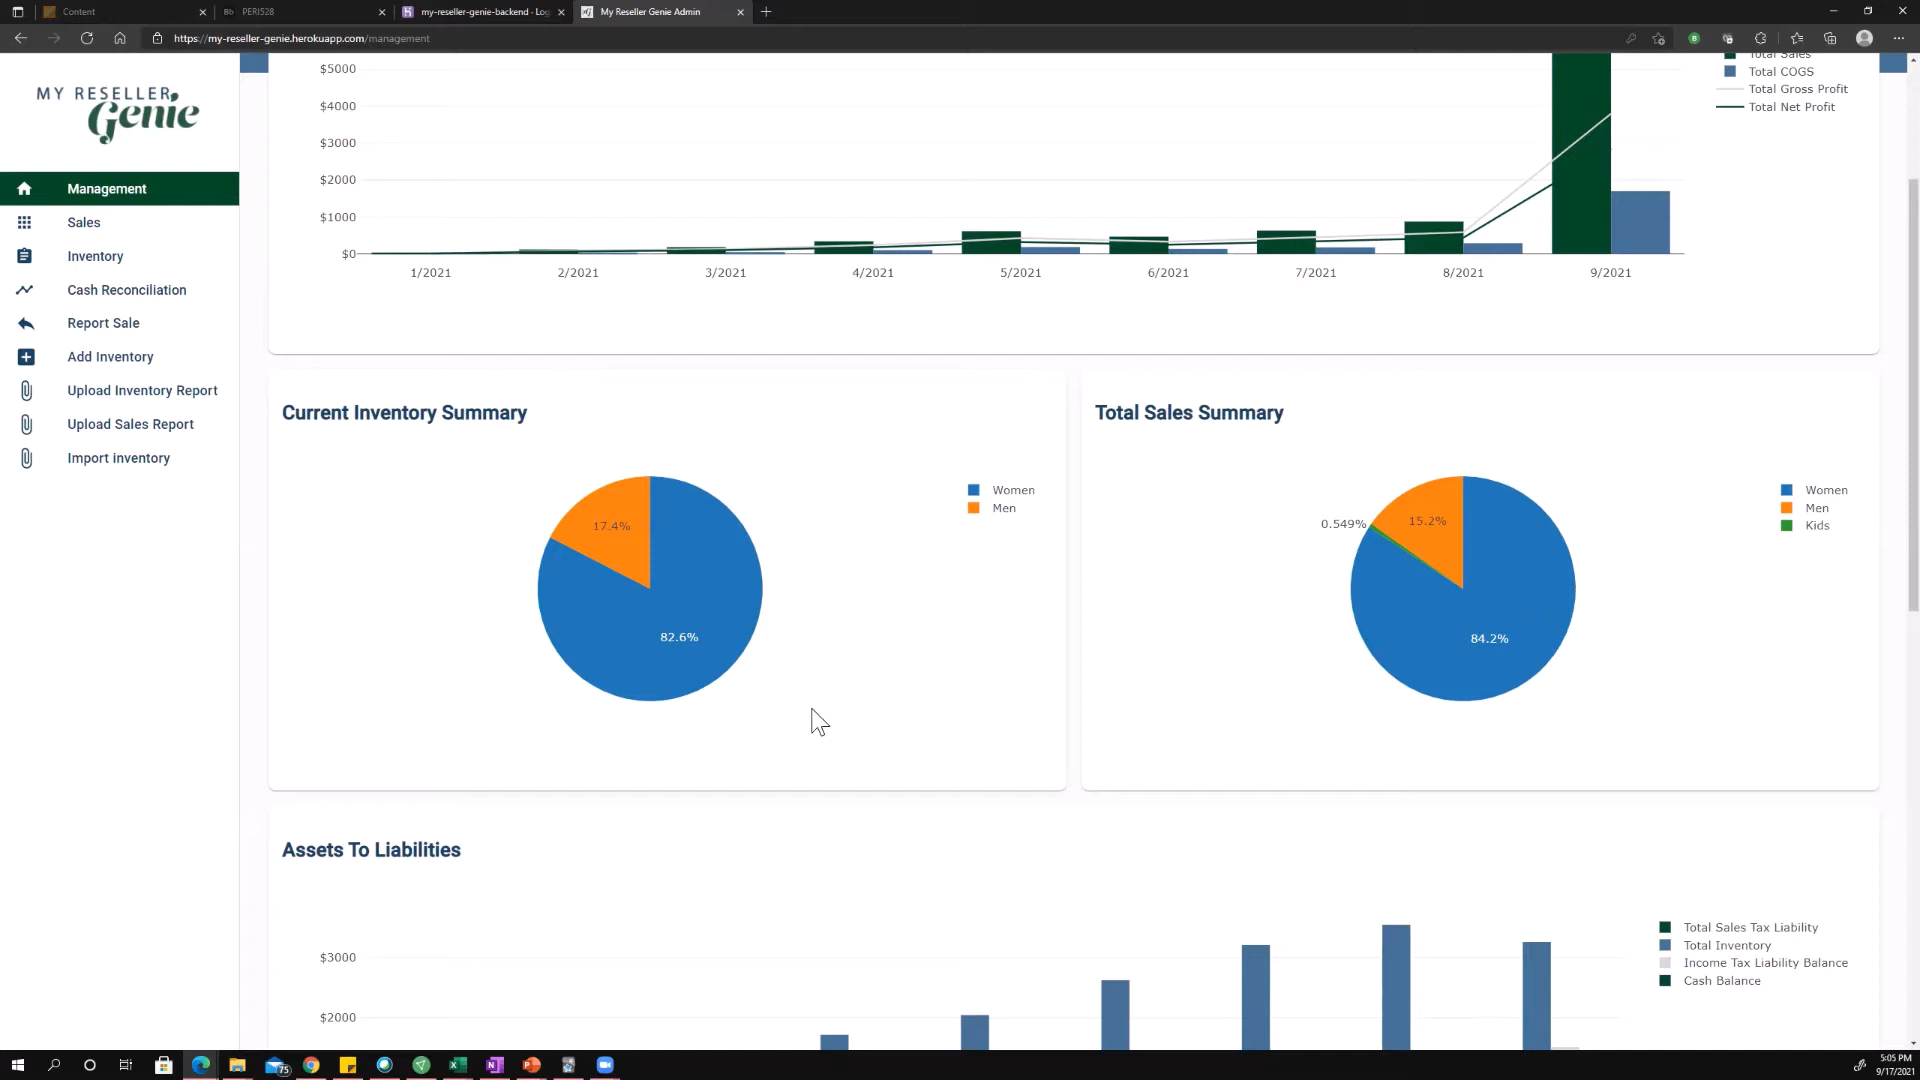 Content
Bb PERI528
my-reseller-genie-backend - Log
My Reseller Genie Admin
https://my-reseller-genie.herokuapp.com/management
MY RESELLER
Genie
Management
Sales
Inventory
Cash Reconciliation
Report Sale
Add Inventory
Upload Inventory Report
Upload Sales Report
Import inventory
$5000
$4000
$3000
$2000
$1000
$0
1/2021 2/2021 3/2021 4/2021 5/2021 6/2021 7/2021 8/2021 9/2021
Total Sales
Total COGS
Total Gross Profit
Total Net Profit
Current Inventory Summary
17.4%
82.6%
Women
Men
Total Sales Summary
0.549%
15.2%
84.2%
Women
Men
Kids
Assets To Liabilities
$3000
$2000
Total Sales Tax Liability
Total Inventory
Income Tax Liability Balance
Cash Balance
75
5:05 PM
9/17/2021